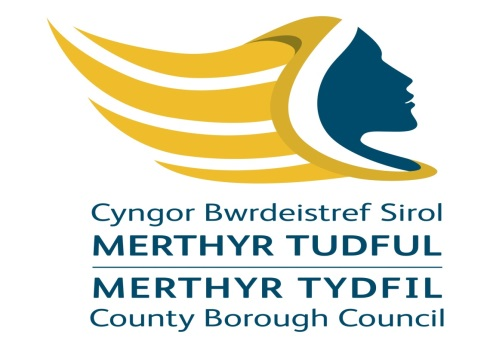 Cyngor Bwrdeistref Sirol
MERTHYR TUDFUL
MERTHYR TYDFIL
County Borough Council